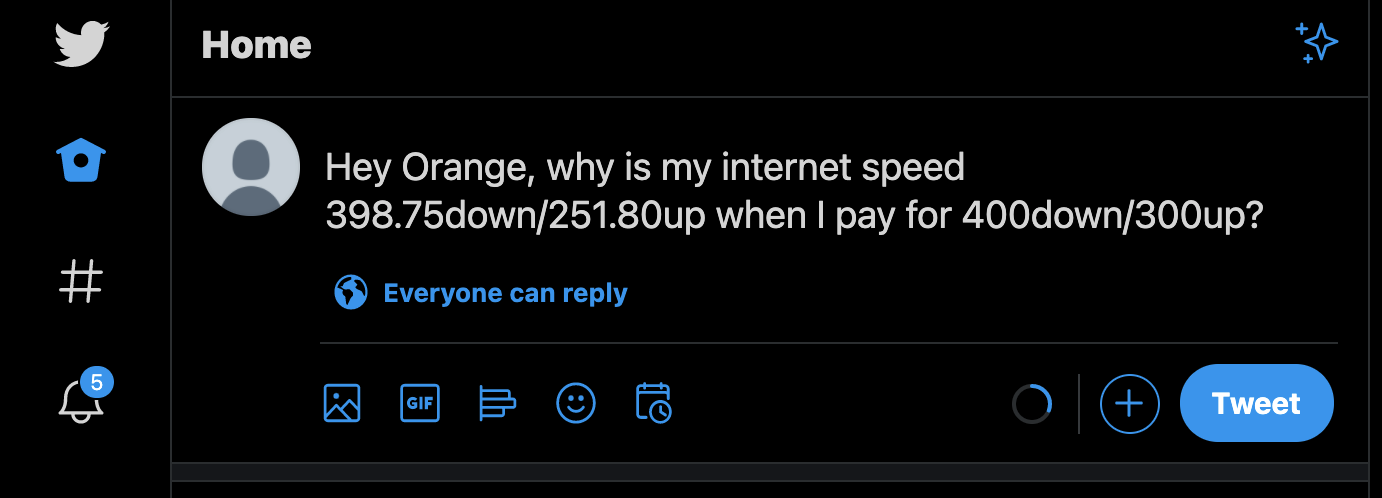 Home
Hey Orange, why is my internet speed
398.75down/251.80up when I pay for 400down/300up?
Everyone can reply
5
GIF
Tweet